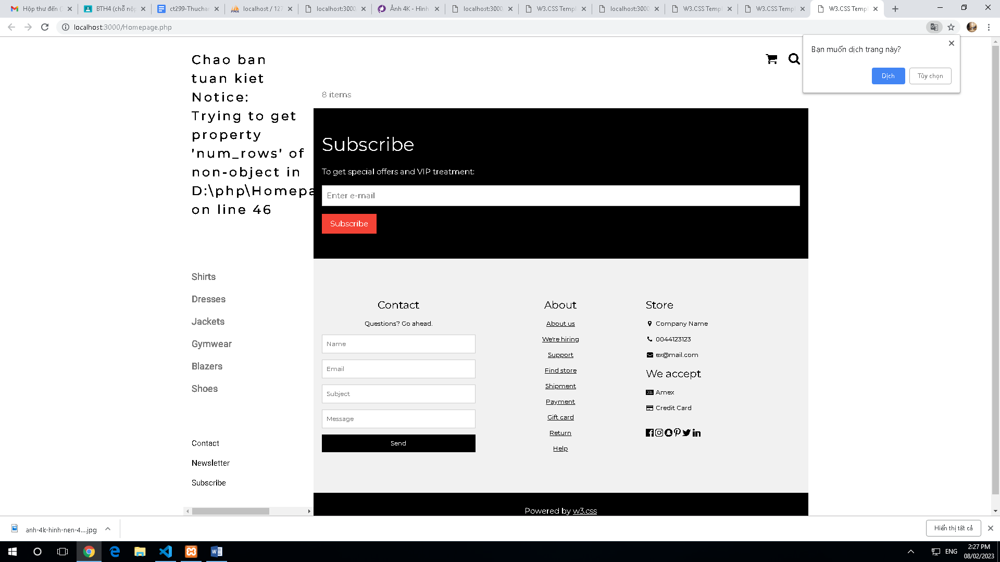 Hộp thư đến (
BTH4 (chỗ nộp
ct299-Thuchar
localhost / 127
localhost:3000
Ảnh 4K - Hình
localhost:3000
W3.CSS Templ
localhost:3000
W3.CSS Templ
W3.CSS Templ
W3.CSS Templ
localhost:3000/Homepage.php
Bạn muốn dịch trang này?
Dịch
Tùy chọn
Chao ban
tuan kiet
Notice:
Trying to get
property
'num_rows' of
non-object in
D:\php\Homepa
on line 46
Shirts
Dresses
Jackets
Gymwear
Blazers
Shoes
Contact
Newsletter
Subscribe
8 items
Subscribe
To get special offers and VIP treatment:
Enter e-mail
Subscribe
Contact
Questions? Go ahead.
Name
Email
Subject
Message
Send
About
About us
We're hiring
Support
Find store
Shipment
Payment
Gift card
Return
Help
Store
Company Name
0044123123
ex@mail.com
We accept
Amex
Credit Card
Powered by w3.css
anh-4k-hinh-nen-4....jpg
Hiển thị tất cả
ENG
2:27 PM
08/02/2023